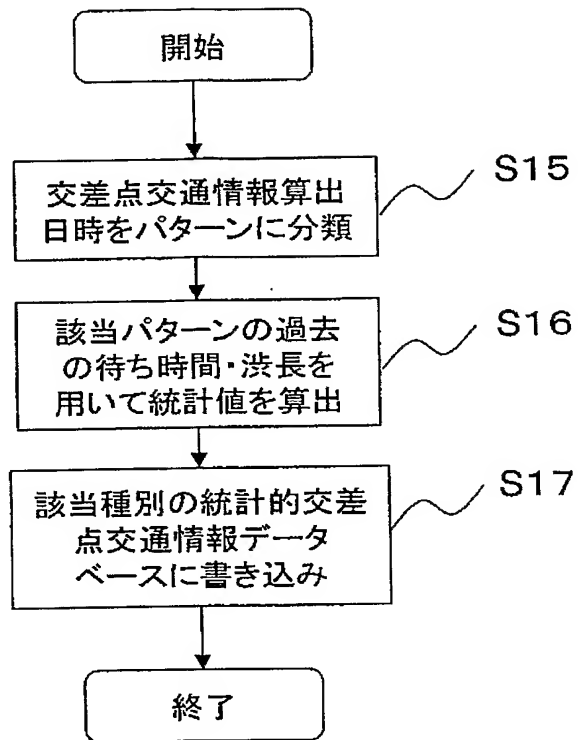 開始
交差点交通情報算出
日時をパターンに分類
S15
該当パターンの過去
の待ち時間・渋長を
用いて統計値を算出
S16
該当種別の統計的交差
点交通情報データ
ベースに書き込み
S17
終了